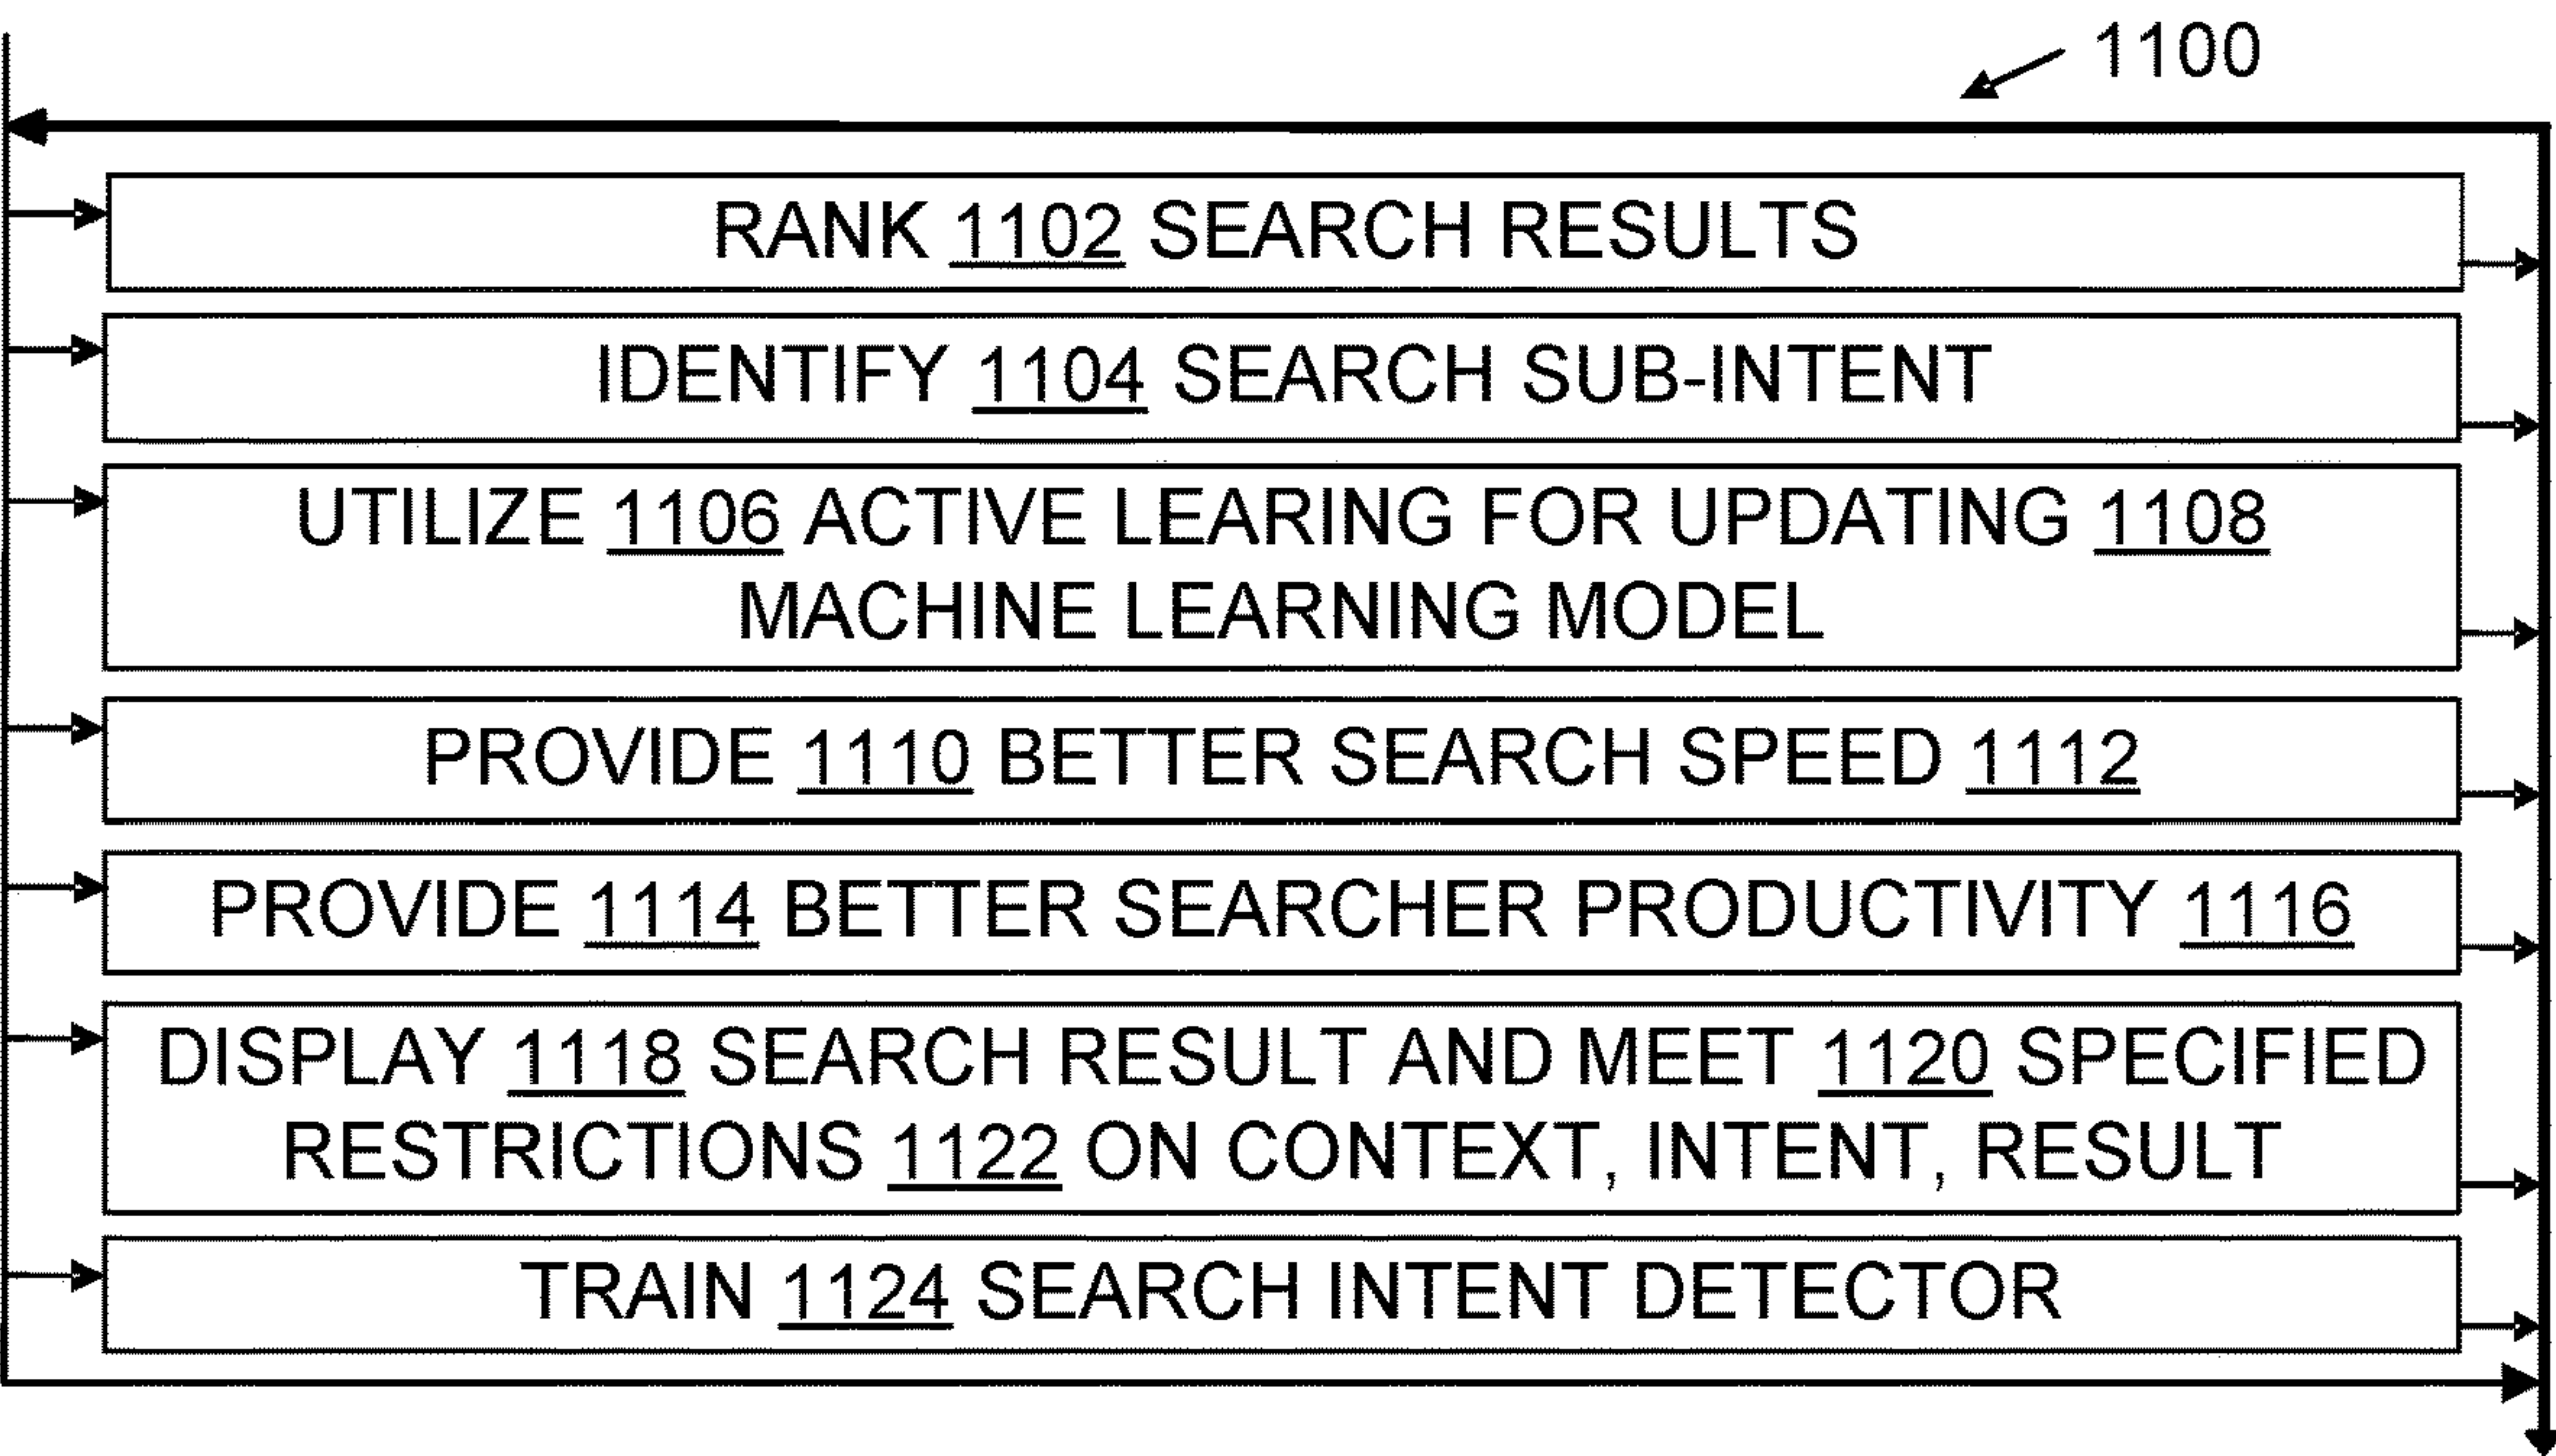 1100
RANK 1102 SEARCH RESULTS
IDENTIFY 1104 SEARCH SUB-INTENT
UTILIZE 1106 ACTIVE LEARING FOR UPDATING 1108
MACHINE LEARNING MODEL
PROVIDE 1110 BETTER SEARCH SPEED 1112
PROVIDE 1114 BETTER SEARCHER PRODUCTIVITY 1116
DISPLAY 1118 SEARCH RESULT AND MEET 1120 SPECIFIED
RESTRICTIONS 1122 ON CONTEXT, INTENT, RESULT
TRAIN 1124 SEARCH INTENT DETECTOR